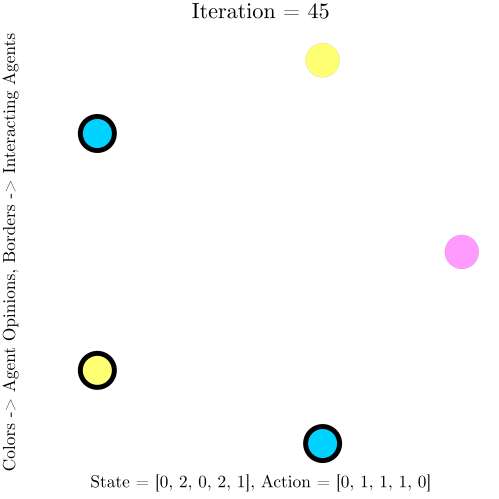 Iteration = 45
Colors -> Agent Opinions, Borders -> Interacting Agents
State = [0, 2, 0, 2, 1], Action = [0, 1, 1, 1, 0]